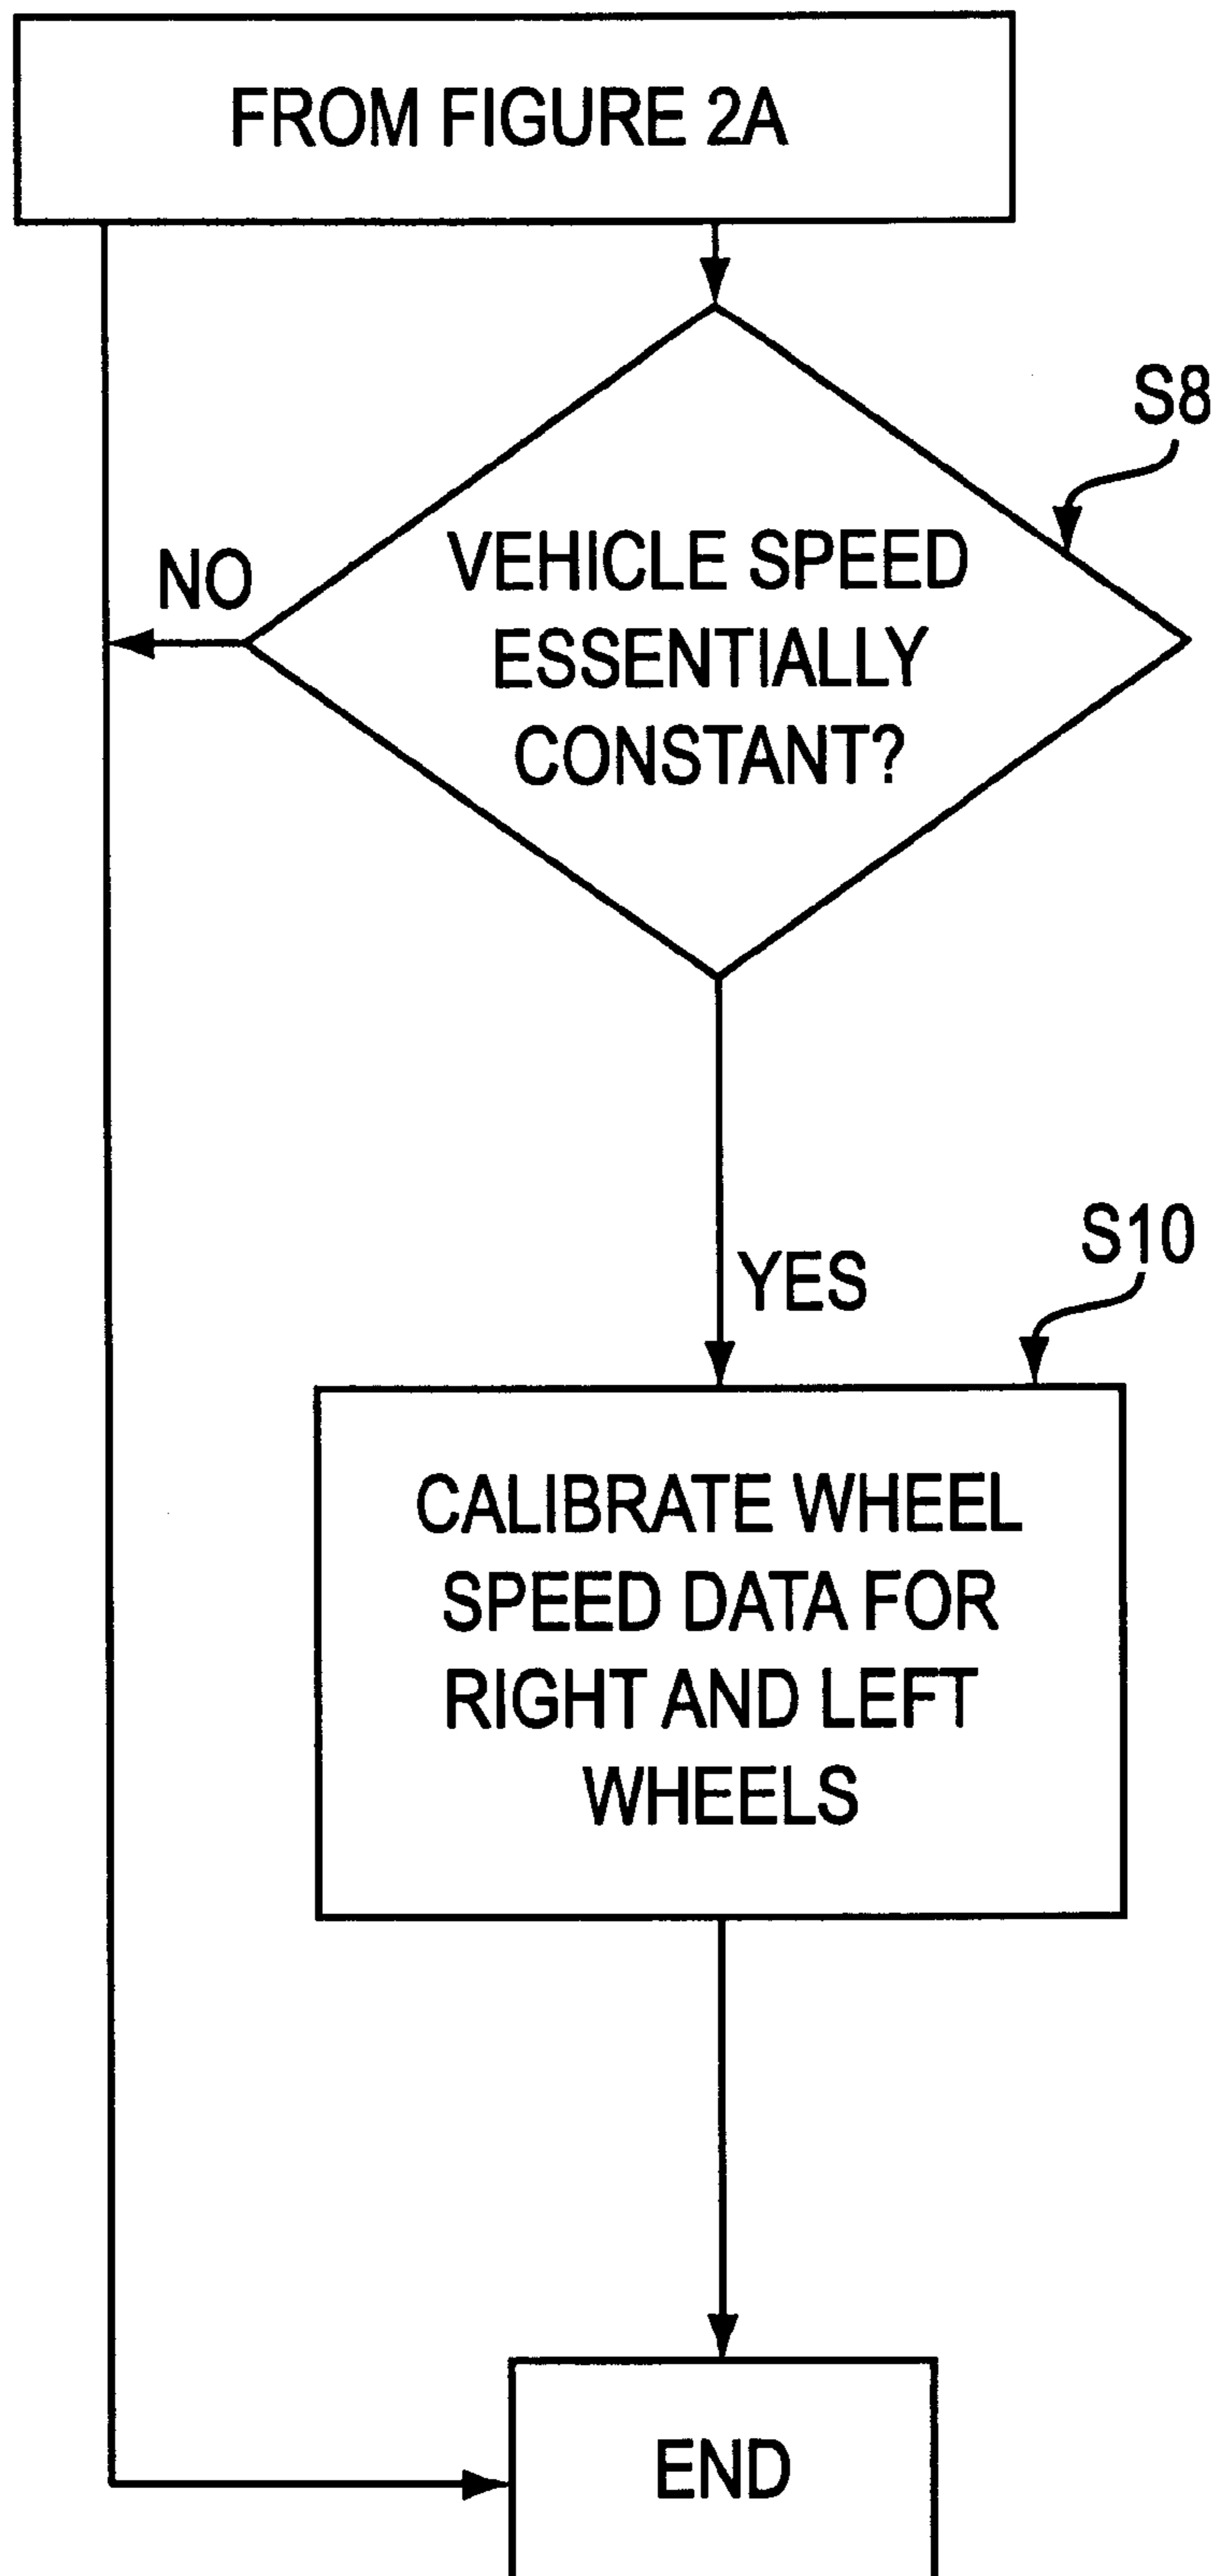 FROM FIGURE 2A
S8
NO
VEHICLE SPEED
ESSENTIALLY
CONSTANT?
YES
S10
CALIBRATE WHEEL
SPEED DATA FOR
RIGHT AND LEFT
WHEELS
END